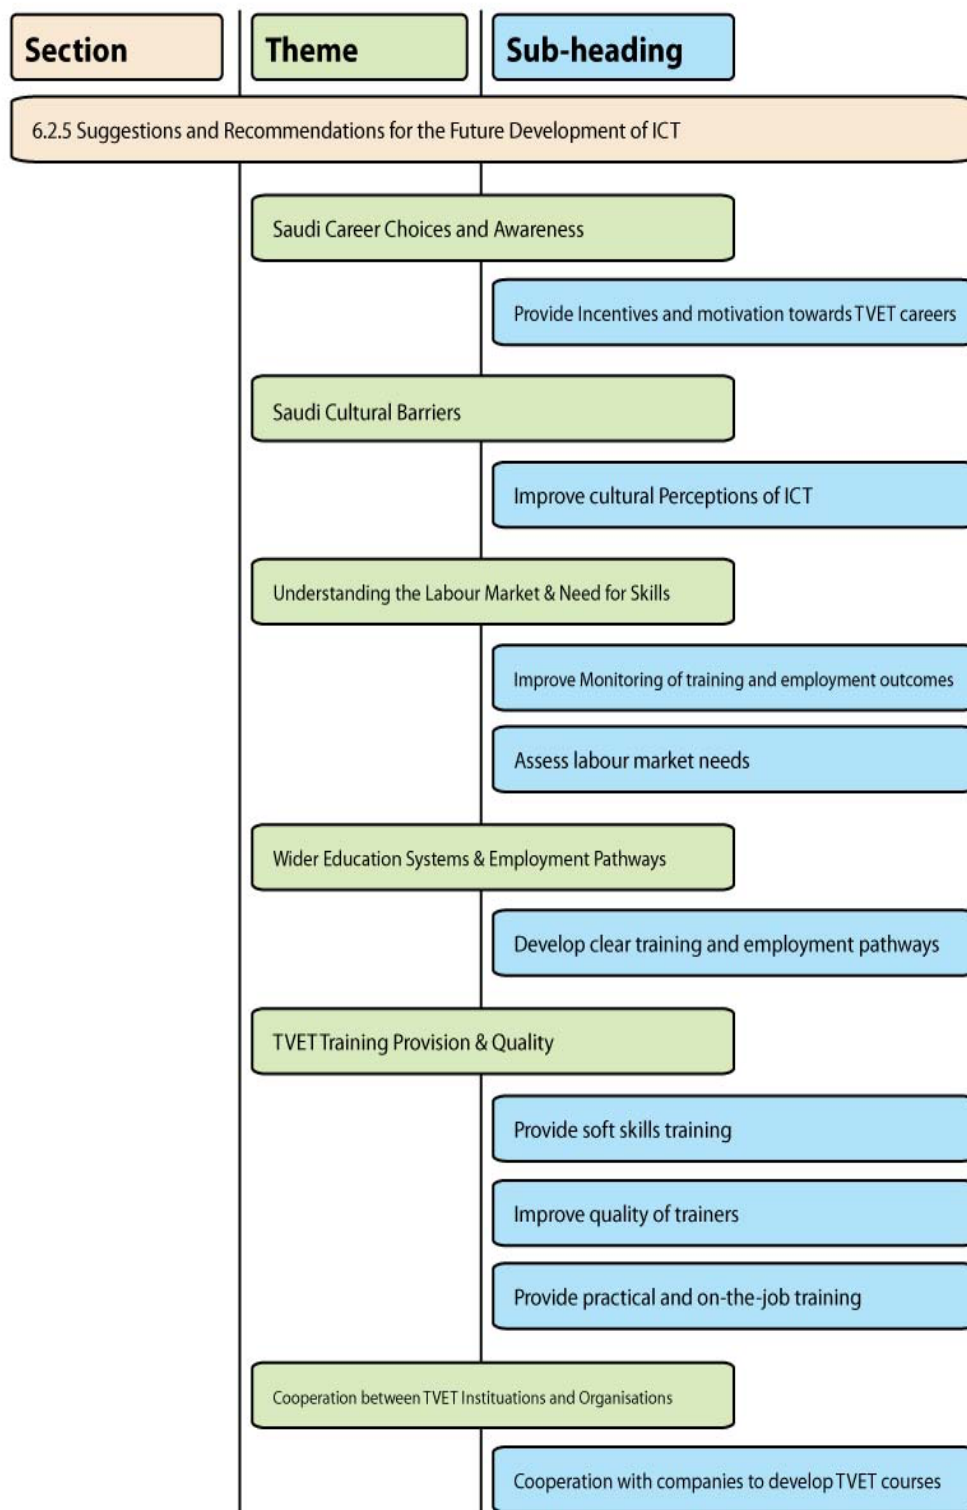 Section
Theme
Sub-heading
6.2.5 Suggestions and Recommendations for the Future Development of ICT
Saudi Career Choices and Awareness
Provide Incentives and motivation towards TVET careers
Saudi Cultural Barriers
Improve cultural Perceptions of ICT
Understanding the Labour Market & Need for Skills
Improve Monitoring of training and employment outcomes
Assess labour market needs
Wider Education Systems & Employment Pathways
Develop clear training and employment pathways
TVET Training Provision & Quality
Provide soft skills training
Improve quality of trainers
Provide practical and on-the-job training
Cooperation between TVET Instituations and Organisations
Cooperation with companies to develop TVET courses